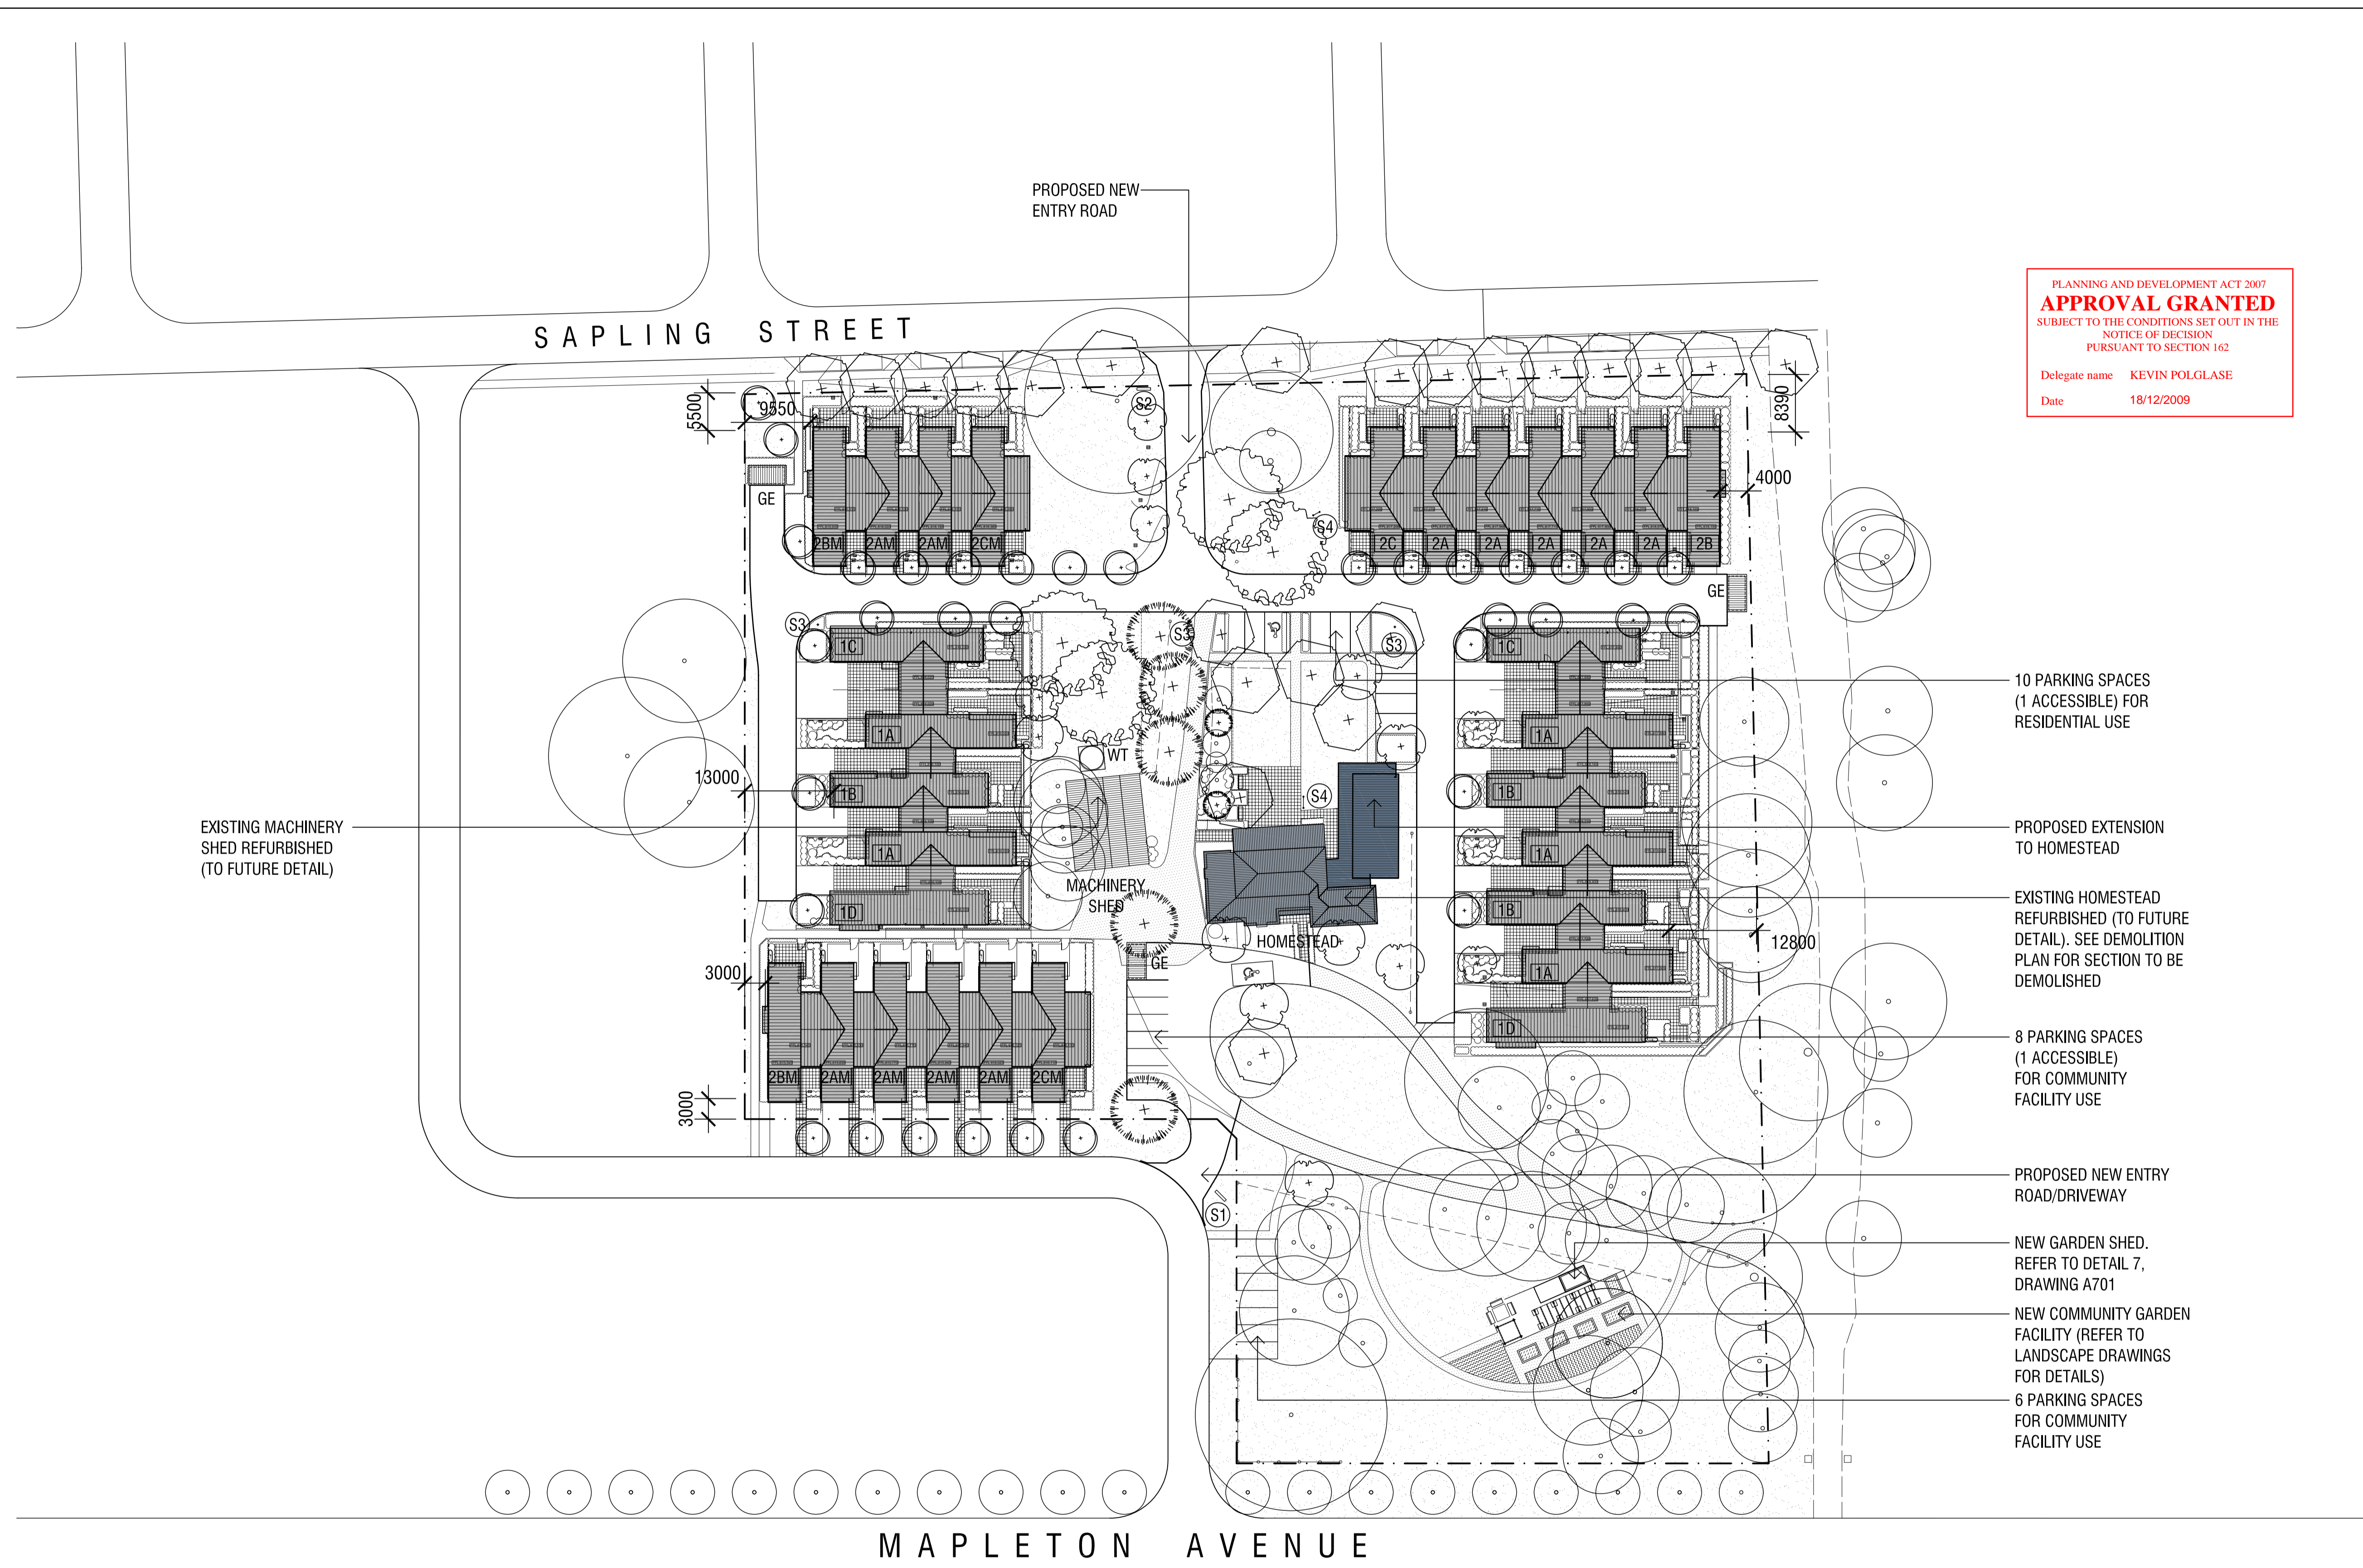 PROPOSED NEW
ENTRY ROAD
SAPLING STREET
PLANNING AND DEVELOPMENT ACT 2007
APPROVAL GRANTED
SUBJECT TO THE CONDITIONS SET OUT IN THE
NOTICE OF DECISION
PURSUANT TO SECTION 162
Delegate name KEVIN POLGLASE
Date 18/12/2009
5500
9550
S2
8390
4000
GE
S4
2BM 2AM 2AM 2CM
2C 2A 2A 2A 2A 2A 2B
GE
S3
S3
S3
1C
1C
1A
1A
WT
13000
1B
1B
S4
1A
1A
MACHINERY
SHED
1D
1B
HOMESTEAD
12800
GE
1A
3000
1D
2BM 2AM 2AM 2AM 2AM 2CM
3000
S1
EXISTING MACHINERY
SHED REFURBISHED
(TO FUTURE DETAIL)
10 PARKING SPACES
(1 ACCESSIBLE) FOR
RESIDENTIAL USE
PROPOSED EXTENSION
TO HOMESTEAD
EXISTING HOMESTEAD
REFURBISHED (TO FUTURE
DETAIL). SEE DEMOLITION
PLAN FOR SECTION TO BE
DEMOLISHED
8 PARKING SPACES
(1 ACCESSIBLE)
FOR COMMUNITY
FACILITY USE
PROPOSED NEW ENTRY
ROAD/DRIVEWAY
NEW GARDEN SHED.
REFER TO DETAIL 7,
DRAWING A701
NEW COMMUNITY GARDEN
FACILITY (REFER TO
LANDSCAPE DRAWINGS
FOR DETAILS)
6 PARKING SPACES
FOR COMMUNITY
FACILITY USE
MAPLETON AVENUE